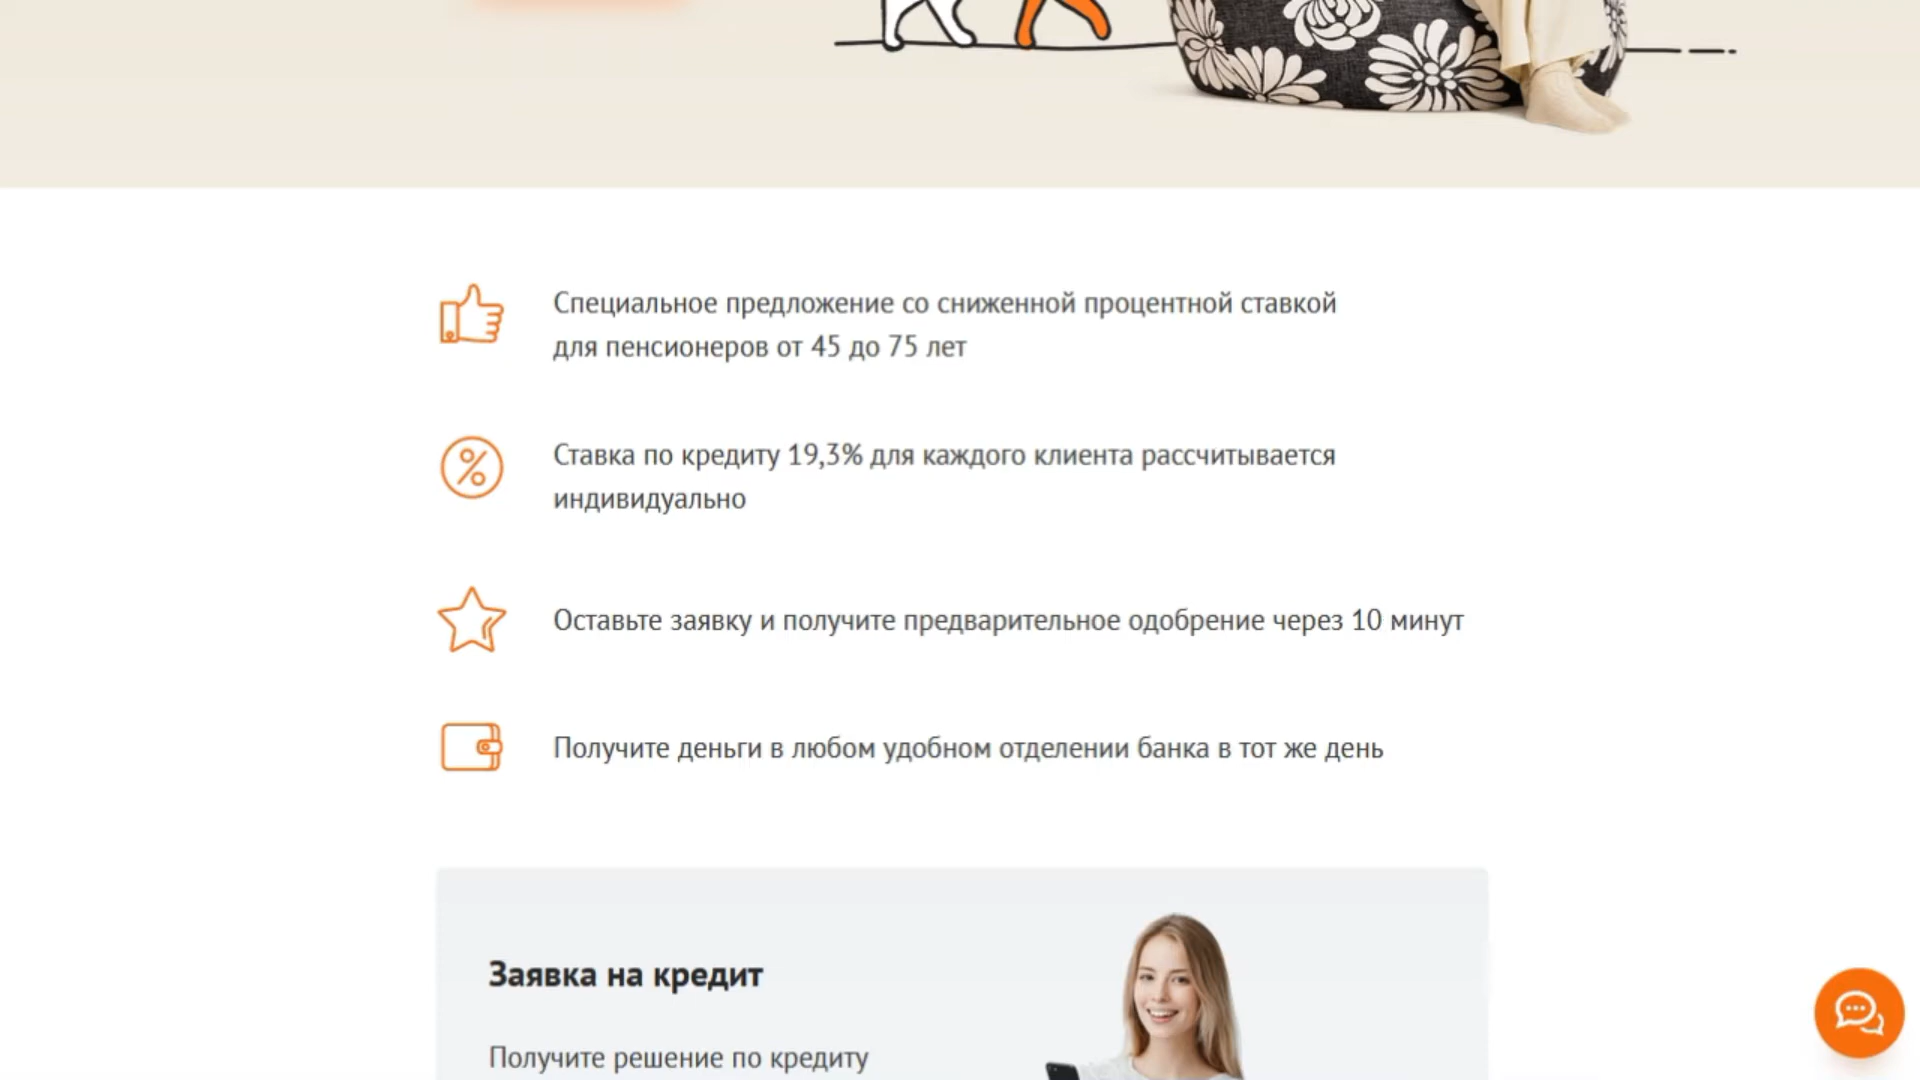 Специальное предложение со сниженной процентной ставкой
для пенсионеров от 45 до 75 лет
Ставка по кредиту 19,3% для каждого клиента рассчитывается
индивидуально
Оставьте заявку и получите предварительное одобрение через 10 минут
Получите деньги в любом удобном отделении банка в тот же день
Заявка на кредит
Получите решение по кредиту